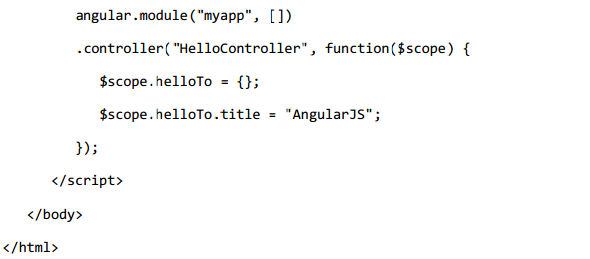 angular.module("myapp", [])
.controller("HelloController", function($scope) {
$scope.helloTo = {};
$scope.helloTo.title = "AngularJS";
});
</script>
</body>
</html>